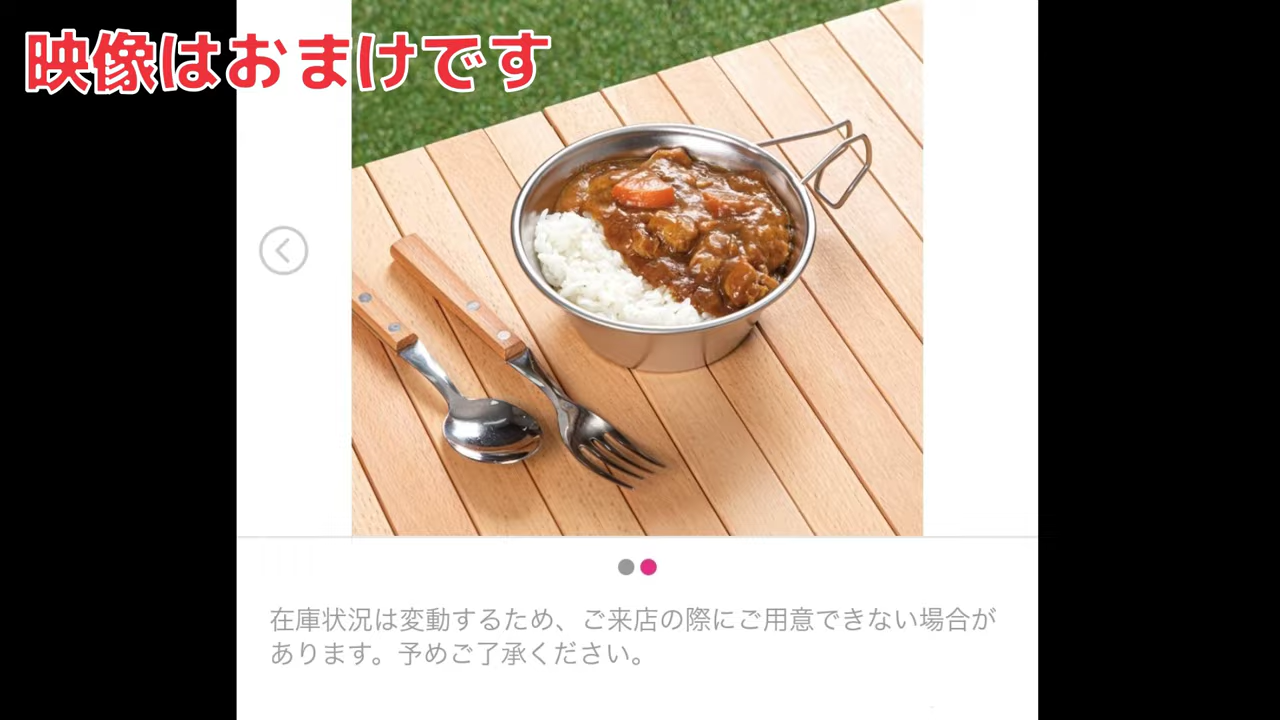 映像はおまけです
在庫状況は変動するため、ご来店の際にご用意できない場合が
あります。予めご了承ください。